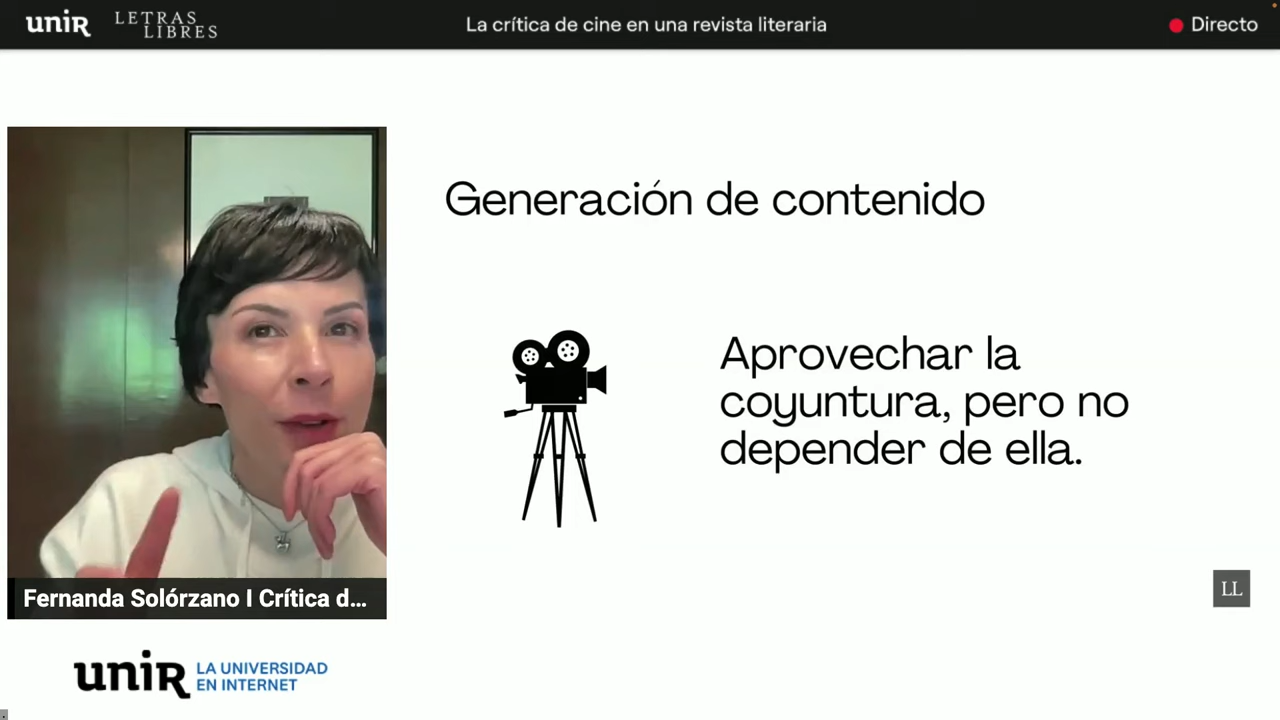 unir LETRAS LIBRES
La crítica de cine en una revista literaria
Directo
Generación de contenido
Aprovechar la
coyuntura, pero no
depender de ella.
Fernanda Solórzano I Crítica d...
LL
unir LA UNIVERSIDAD
EN INTERNET